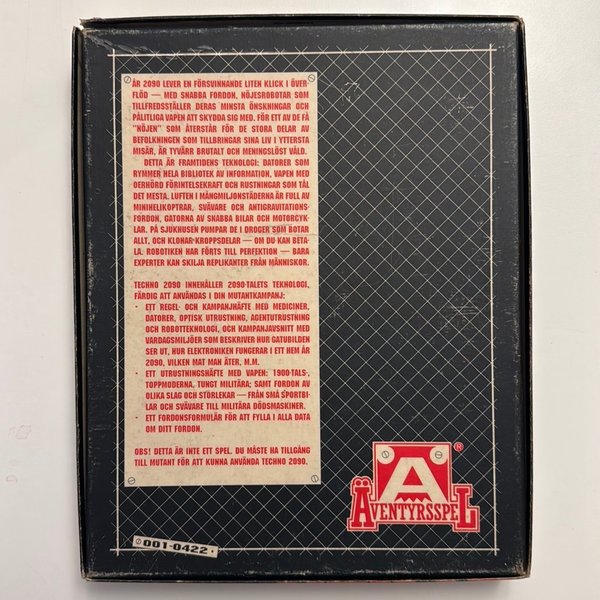 ÅR 2090 LEVER EN FÖRSVINNANDE LITEN KLICK I ÖVER
FLÖD — MED SNABBA FORDON, NÖJESROBOTAR SOM
TILLFREDSSTÄLLER DERAS MINSTA ÖNSKNINGAR OCH
PÅLITLIGA VAPEN ATT SKYDDA SIG MED. FÖR ETT AV DE FÅ
"NÖJEN" SOM ÅTERSTÅR FÖR DE STORA DELAR AV
BEFOLKNINGEN SOM TILLBRINGAR SINA LIV I YTTERSTA
MISÄR, ÄR TYVÄRR BRUTALT OCH MENINGSLÖST VÅLD.
DETTA ÄR FRAMTIDENS TEKNOLOGI: DATORER SOM
RYMMER HELA BIBLIOTEK AV INFORMATION, VAPEN MED
OERHÖRD FÖRINTELSEKRAFT OCH RUSTNINGAR SOM TÅL
DET MESTA. LUFTEN I MÅNGMILJONSTÄDERNA ÄR FULL AV
MINIHELIKOPTRAR, SVÄVARE OCH ANTIGRAVITATIONS-
FORDON, GATORNA AV SNABBA BILAR OCH MOTORCYK-
LAR. PÅ SJUKHUSEN PUMPAR DE I DROGER SOM BOTAR
ALLT, OCH KLONAR KROPPSDELAR — OM DU KAN BETA-
LA. ROBOTIKEN HAR FÖRTS TILL PERFEKTION — BARA
EXPERTER KAN SKILJA REPLIKANTER FRÅN MÄNNISKOR.
TECHNO 2090 INNEHÅLLER 2090-TALETS TEKNOLOGI,
FÄRDIG ATT ANVÄNDAS I DIN MUTANTKAMPANJ:
• ETT REGEL- OCH KAMPANJHÄFTE MED MEDICINER,
DATORER, OPTISK UTRUSTNING, AGENTUTRUSTNING
OCH ROBOTTEKNOLOGI, OCH KAMPANJAVSNITT MED
VARDAGSMILJÖER SOM BESKRIVER HUR GATUBILDEN
SER UT, HUR ELEKTRONIKEN FUNGERAR I ETT HEM ÅR
2090, VILKEN MAT MAN ÄTER, M.M.
• ETT UTRUSTNINGSHÄFTE MED VAPEN: 1900-TALS-,
TOPPMODERNA, TUNGT MILITÄRA; SAMT FORDON AV
OLIKA SLAG OCH STORLEKAR — FRÅN SMÅ SPORTBI-
LAR OCH SVÄVARE TILL MILITÄRA DÖDSMASKINER.
• ETT FORDONSFORMULÄR FÖR ATT FYLLA I ALLA DATA
OM DITT FORDON.
OBS! DETTA ÄR INTE ETT SPEL. DU MÅSTE HA TILLGÅNG
TILL MUTANT FÖR ATT KUNNA ANVÄNDA TECHNO 2090.
A ®
ÄVENTYRSSPEL
001-0422